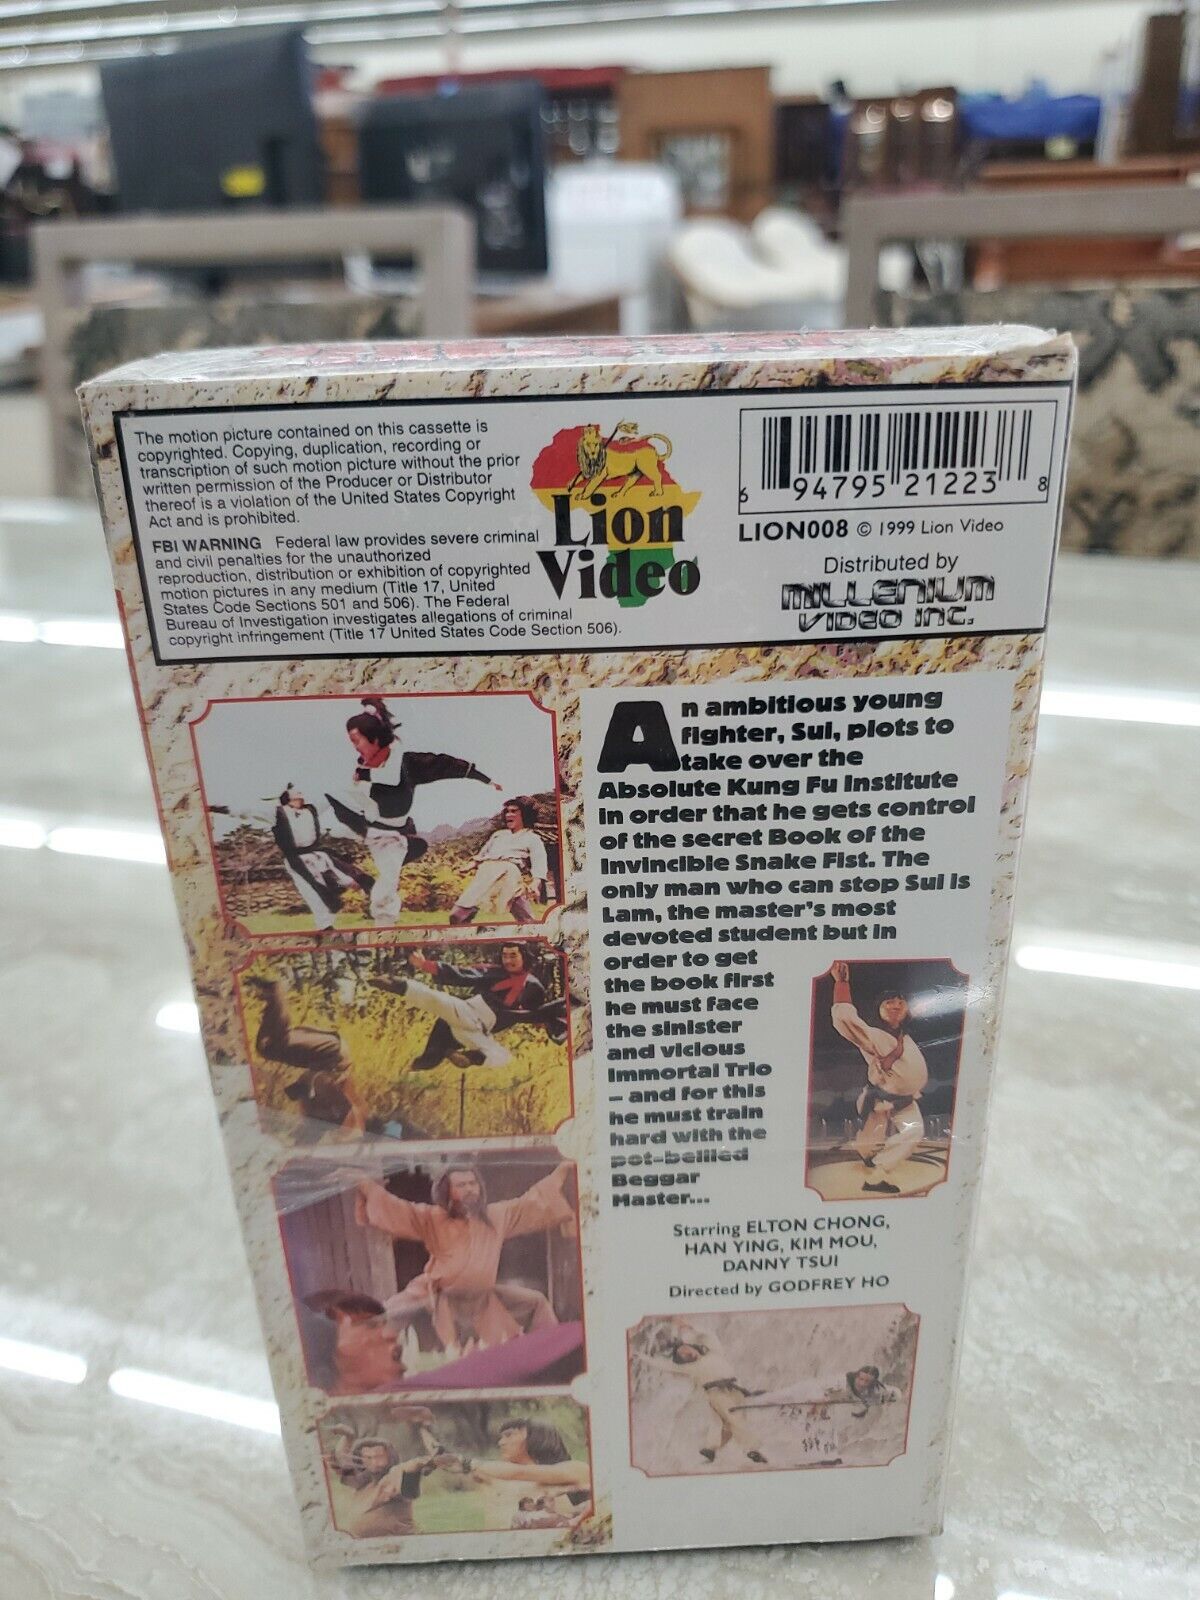 The motion picture contained on this cassette is
copyrighted. Copying, duplication, recording or
transcription of such motion picture without the prior
written permission of the Producer or Distributor
thereof is a violation of the United States Copyright
Act and is prohibited.
FBI WARNING Federal law provides severe criminal
and civil penalties for the unauthorized
reproduction, distribution or exhibition of copyrighted
motion pictures in any medium (Title 17, United
States Code Sections 501 and 506). The Federal
Bureau of Investigation investigates allegations of criminal
copyright infringement (Title 17 United States Code Section 506).
Lion
Video
6 94795 21223 8
LION008 © 1999 Lion Video
Distributed by
MILLENIUM
VIDEO INC.
An ambitious young
fighter, Sui, plots to
take over the
Absolute Kung Fu Institute
in order that he gets control
of the secret Book of the
Invincible Snake Fist. The
only man who can stop Sui is
Lam, the master's most
devoted student but in
order to get
the book first
he must face
the sinister
and vicious
Immortal Trio
– and for this
he must train
hard with the
pot-bellied
Beggar
Master...
Starring ELTON CHONG,
HAN YING, KIM MOU,
DANNY TSUI
Directed by GODFREY HO